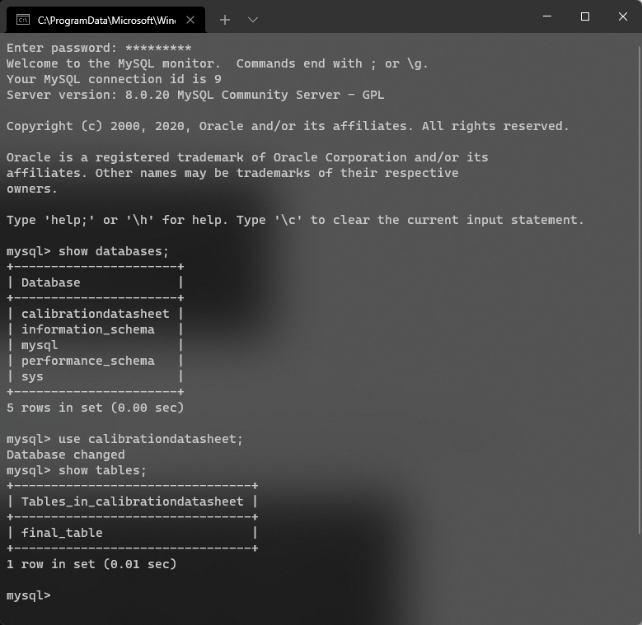 C:\ProgramData\Microsoft\Win
Enter password: *********
Welcome to the MySQL monitor.  Commands end with ; or \g.
Your MySQL connection id is 9
Server version: 8.0.20 MySQL Community Server - GPL
Copyright (c) 2000, 2020, Oracle and/or its affiliates. All rights reserved.
Oracle is a registered trademark of Oracle Corporation and/or its
affiliates. Other names may be trademarks of their respective
owners.
Type 'help;' or '\h' for help. Type '\c' to clear the current input statement.
mysql> show databases;
+----------------------+
| Database             |
+----------------------+
| calibrationdatasheet |
| information_schema   |
| mysql                |
| performance_schema   |
| sys                  |
+----------------------+
5 rows in set (0.00 sec)
mysql> use calibrationdatasheet;
Database changed
mysql> show tables;
+--------------------------------+
| Tables_in_calibrationdatasheet |
+--------------------------------+
| final_table                    |
+--------------------------------+
1 row in set (0.01 sec)
mysql>